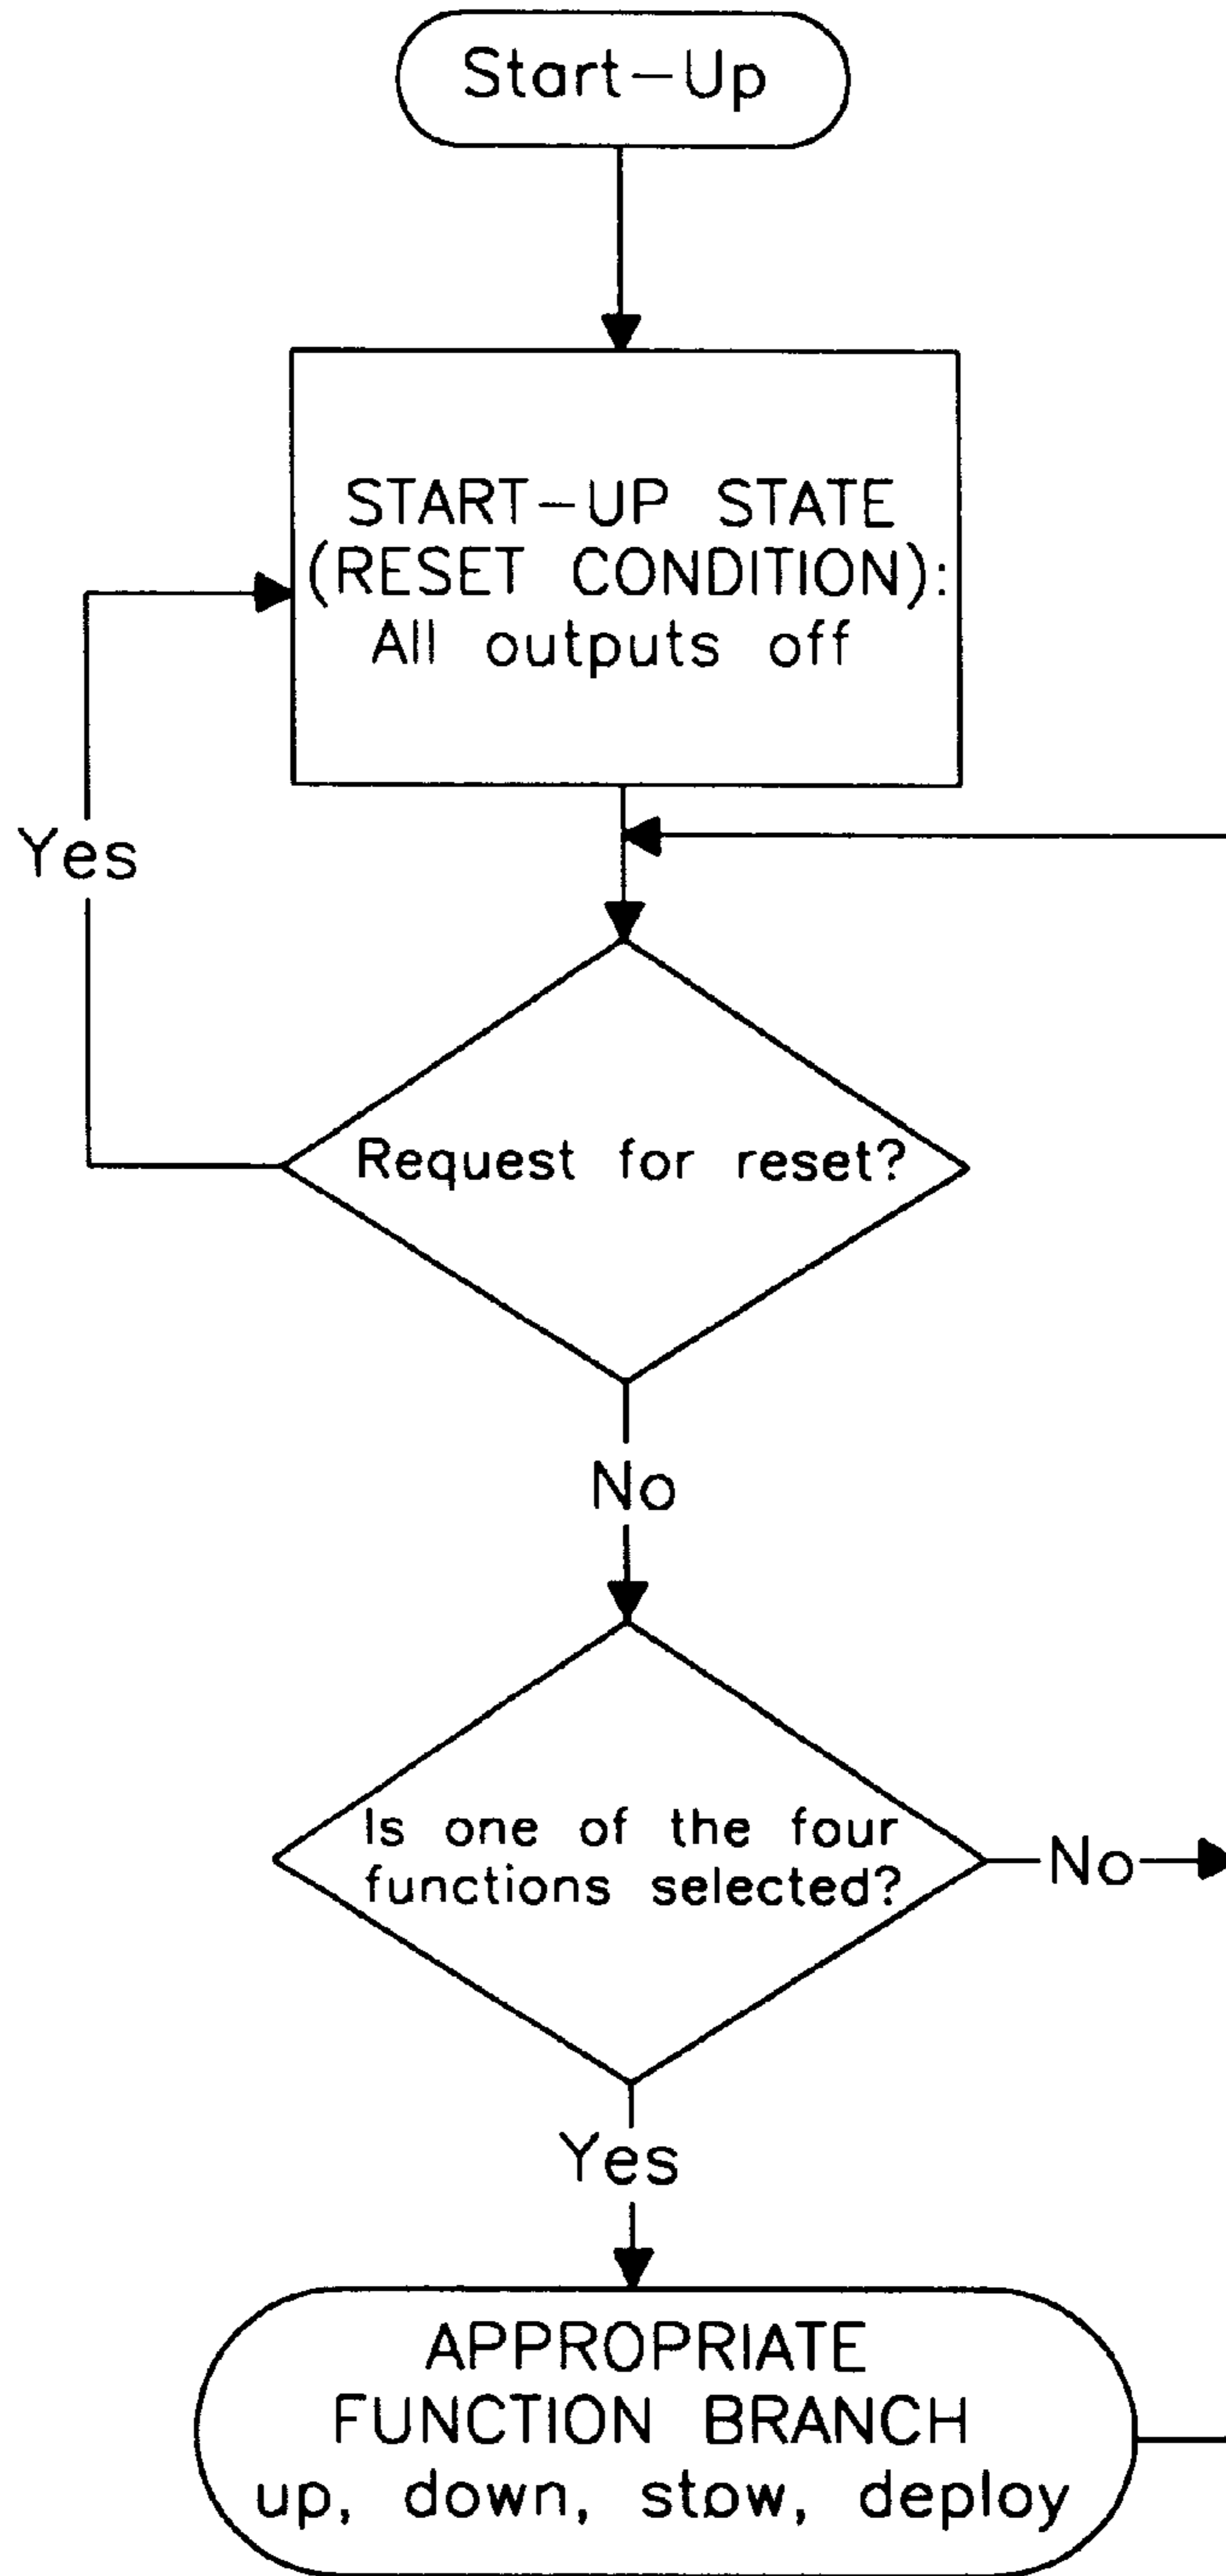 Start-Up
START-UP STATE
(RESET CONDITION):
All outputs off
Yes
Request for reset?
No
Is one of the four
functions selected?
No
Yes
APPROPRIATE
FUNCTION BRANCH
up, down, stow, deploy